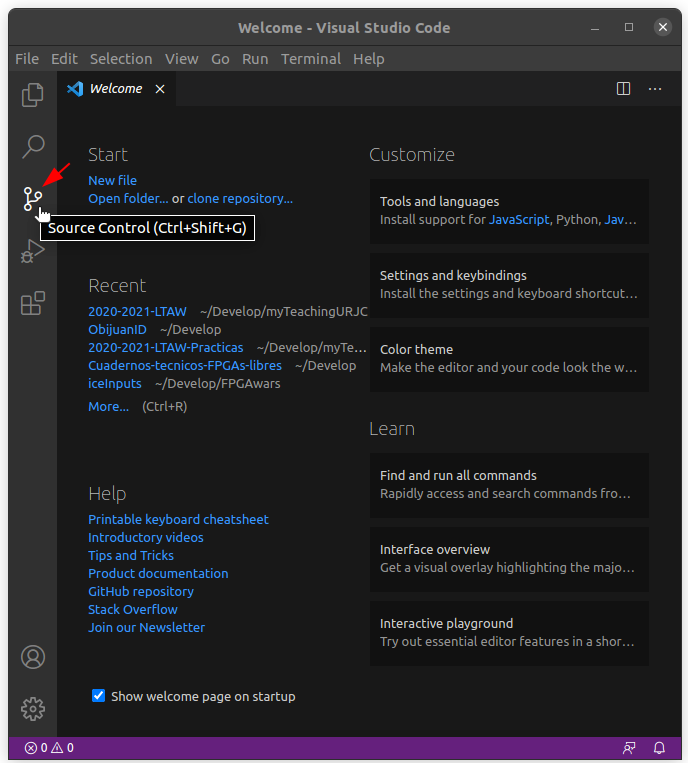 Welcome - Visual Studio Code
File Edit Selection View Go Run Terminal Help
Welcome
Start
New file
Open folder... or clone repository...
Source Control (Ctrl+Shift+G)
Recent
2020-2021-LTAW ~/Develop/myTeachingURJC
ObijuanID ~/Develop
2020-2021-LTAW-Practicas ~/Develop/myTe...
Cuadernos-tecnicos-FPGAs-libres ~/Develop
iceInputs ~/Develop/FPGAwars
More... (Ctrl+R)
Help
Printable keyboard cheatsheet
Introductory videos
Tips and Tricks
Product documentation
GitHub repository
Stack Overflow
Join our Newsletter
Show welcome page on startup
Customize
Tools and languages
Install support for JavaScript, Python, Jav...
Settings and keybindings
Install the settings and keyboard shortcut...
Color theme
Make the editor and your code look the w...
Learn
Find and run all commands
Rapidly access and search commands fro...
Interface overview
Get a visual overlay highlighting the majo...
Interactive playground
Try out essential editor features in a shor...
0 0